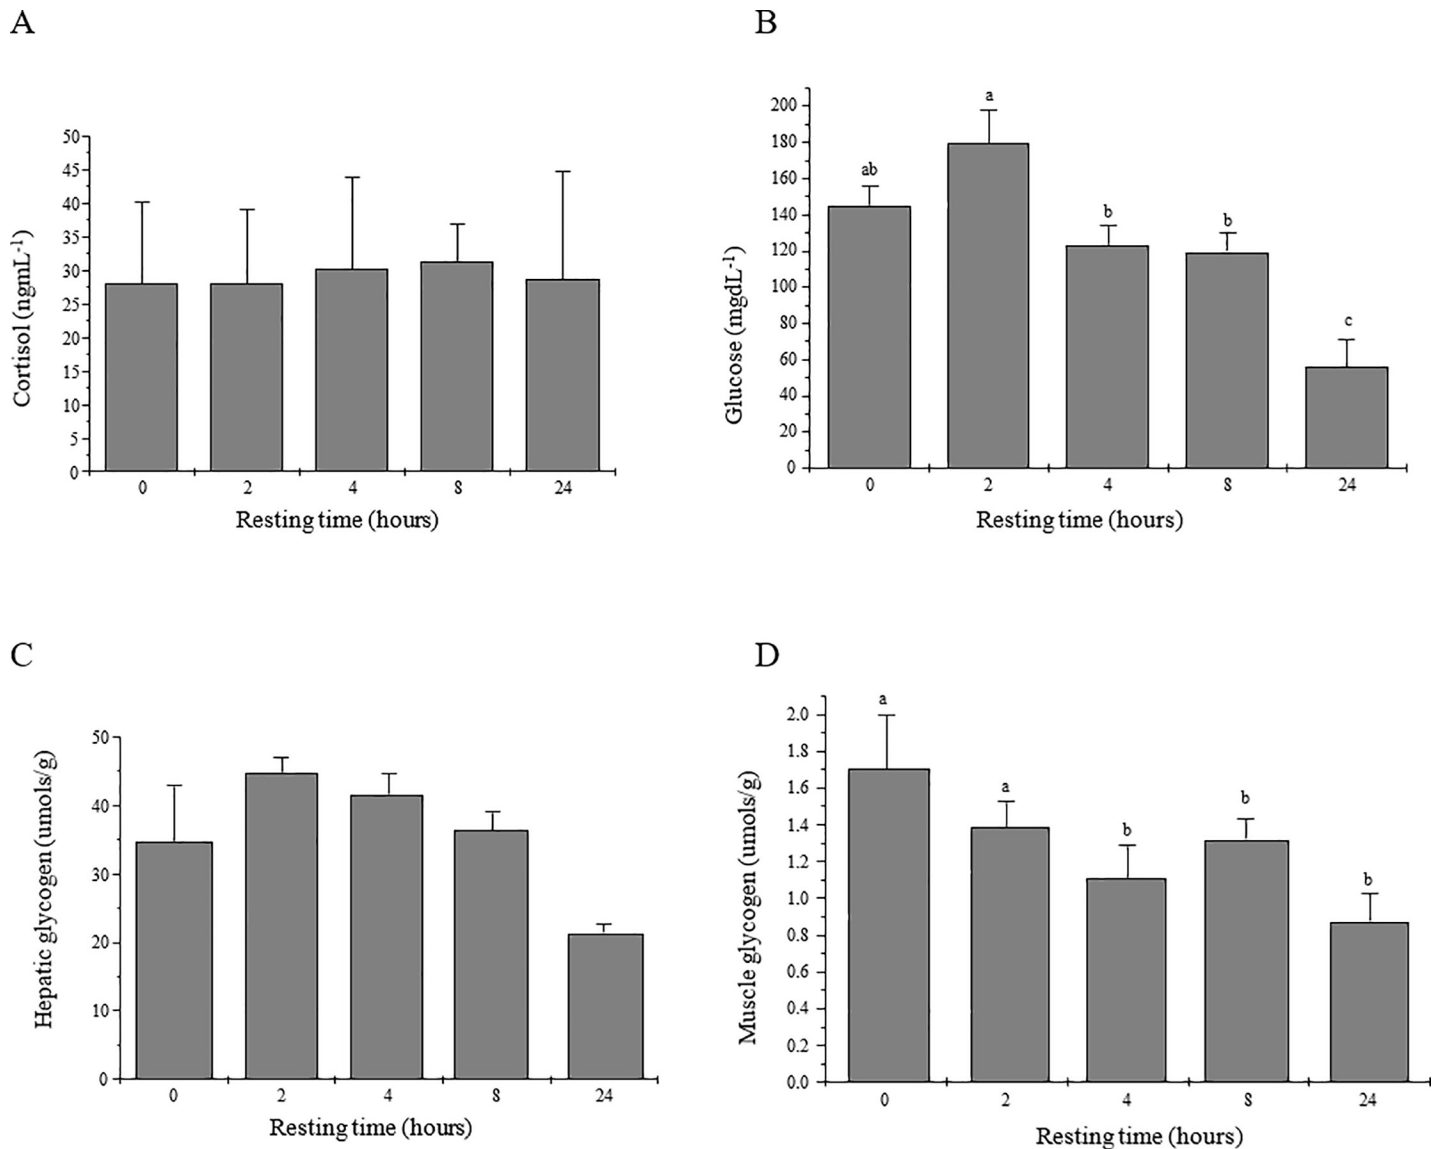 A
50
45
40
35
30
25
20
15
10
5
0
Cortisol (ngmL-1)
0 2 4 8 24
Resting time (hours)
B
200
180
160
140
120
100
80
60
40
20
0
Glucose (mgdL-1)
ab a b b c
0 2 4 8 24
Resting time (hours)
C
50
40
30
20
10
0
Hepatic glycogen (umols/g)
0 2 4 8 24
Resting time (hours)
D
2.0
1.8
1.6
1.4
1.2
1.0
0.8
0.6
0.4
0.2
0.0
Muscle glycogen (umols/g)
a a b b b
0 2 4 8 24
Resting time (hours)